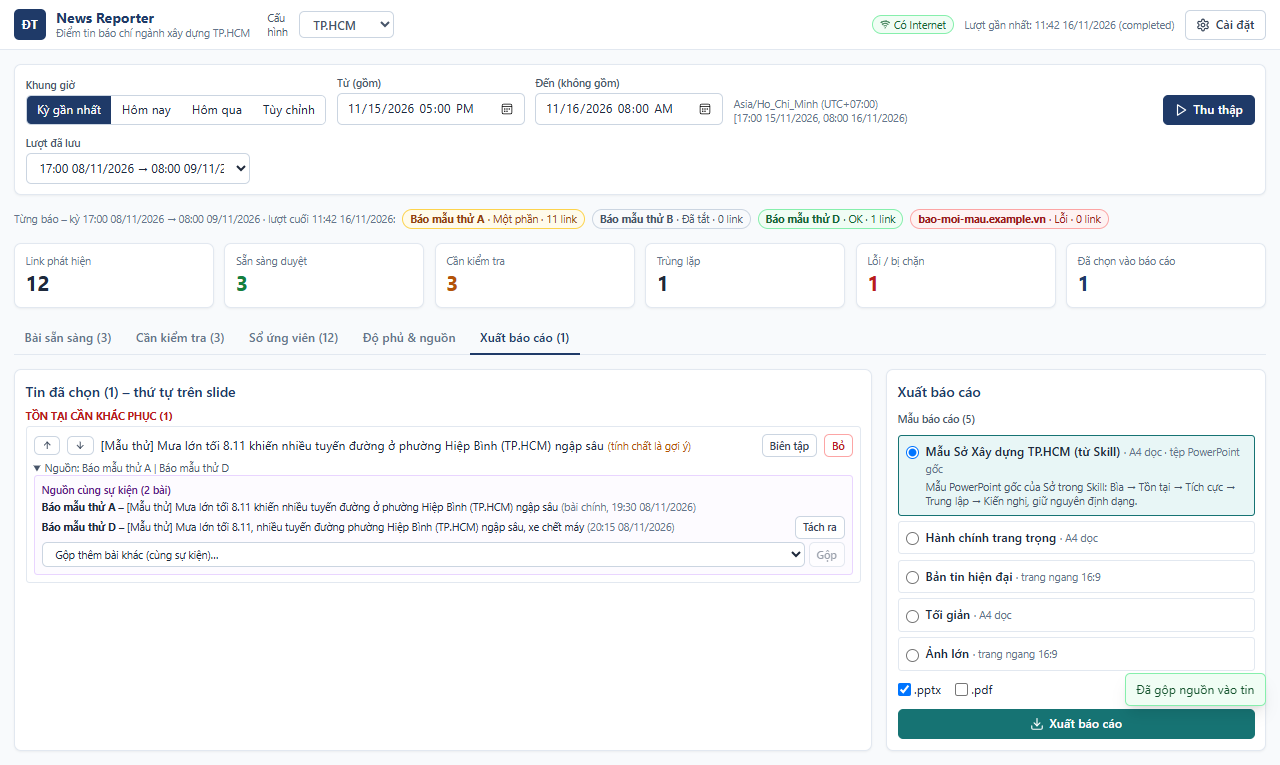 ĐT
News Reporter
Điểm tin báo chí ngành xây dựng TP.HCM
Cấu hình
TP.HCM
Có Internet
Lượt gần nhất: 11:42 16/11/2026 (completed)
Cài đặt
Khung giờ
Kỳ gần nhất
Hôm nay
Hôm qua
Tùy chỉnh
Từ (gồm)
11/15/2026 05:00 PM
Đến (không gồm)
11/16/2026 08:00 AM
Asia/Ho_Chi_Minh (UTC+07:00)
[17:00 15/11/2026, 08:00 16/11/2026)
Thu thập
Lượt đã lưu
17:00 08/11/2026 → 08:00 09/11/2
Từng báo – kỳ 17:00 08/11/2026 → 08:00 09/11/2026 · lượt cuối 11:42 16/11/2026:
Báo mẫu thử A · Một phần · 11 link
Báo mẫu thử B · Đã tắt · 0 link
Báo mẫu thử D · OK · 1 link
bao-moi-mau.example.vn · Lỗi · 0 link
Link phát hiện
12
Sẵn sàng duyệt
3
Cần kiểm tra
3
Trùng lặp
1
Lỗi / bị chặn
1
Đã chọn vào báo cáo
1
Bài sẵn sàng (3)
Cần kiểm tra (3)
Sổ ứng viên (12)
Độ phủ & nguồn
Xuất báo cáo (1)
Tin đã chọn (1) – thứ tự trên slide
TỒN TẠI CẦN KHẮC PHỤC (1)
↑ ↓ [Mẫu thử] Mưa lớn tối 8.11 khiến nhiều tuyến đường ở phường Hiệp Bình (TP.HCM) ngập sâu (tính chất là gợi ý)
Biên tập
Bỏ
▼ Nguồn: Báo mẫu thử A | Báo mẫu thử D
Nguồn cùng sự kiện (2 bài)
Báo mẫu thử A – [Mẫu thử] Mưa lớn tối 8.11 khiến nhiều tuyến đường ở phường Hiệp Bình (TP.HCM) ngập sâu (bài chính, 19:30 08/11/2026)
Báo mẫu thử D – [Mẫu thử] Mưa lớn tối 8.11, nhiều tuyến đường phường Hiệp Bình (TP.HCM) ngập sâu, xe chết máy (20:15 08/11/2026)
Tách ra
Gộp thêm bài khác (cùng sự kiện)...
Gộp
Xuất báo cáo
Mẫu báo cáo (5)
Mẫu Sở Xây dựng TP.HCM (từ Skill) · A4 dọc · tệp PowerPoint
gốc
Mẫu PowerPoint gốc của Sở trong Skill: Bìa → Tồn tại → Tích cực →
Trung lập → Kiến nghị, giữ nguyên định dạng.
Hành chính trang trọng · A4 dọc
Bản tin hiện đại · trang ngang 16:9
Tối giản · A4 dọc
Ảnh lớn · trang ngang 16:9
.pptx
.pdf
Đã gộp nguồn vào tin
Xuất báo cáo